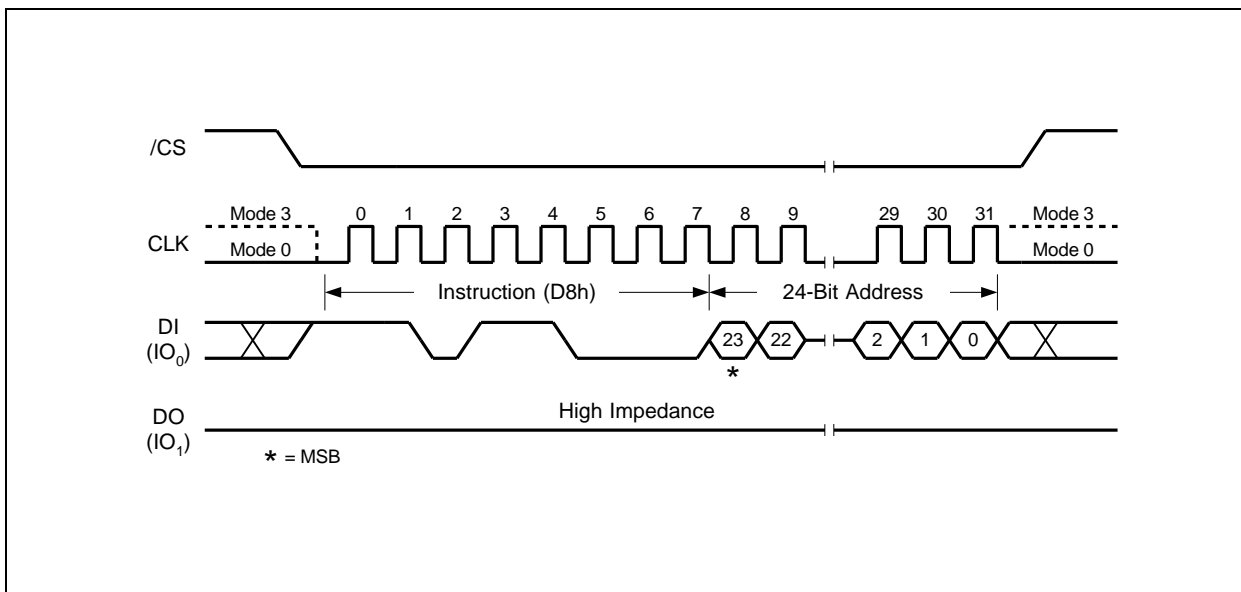 /CS
Mode 3 0 1 2 3 4 5 6 7 8 9 29 30 31 Mode 3
CLK
Mode 0 Mode 0
Instruction (D8h) 24-Bit Address
DI
(IO0) 23 22 2 1 0
*
High Impedance
DO
(IO1)
* = MSB